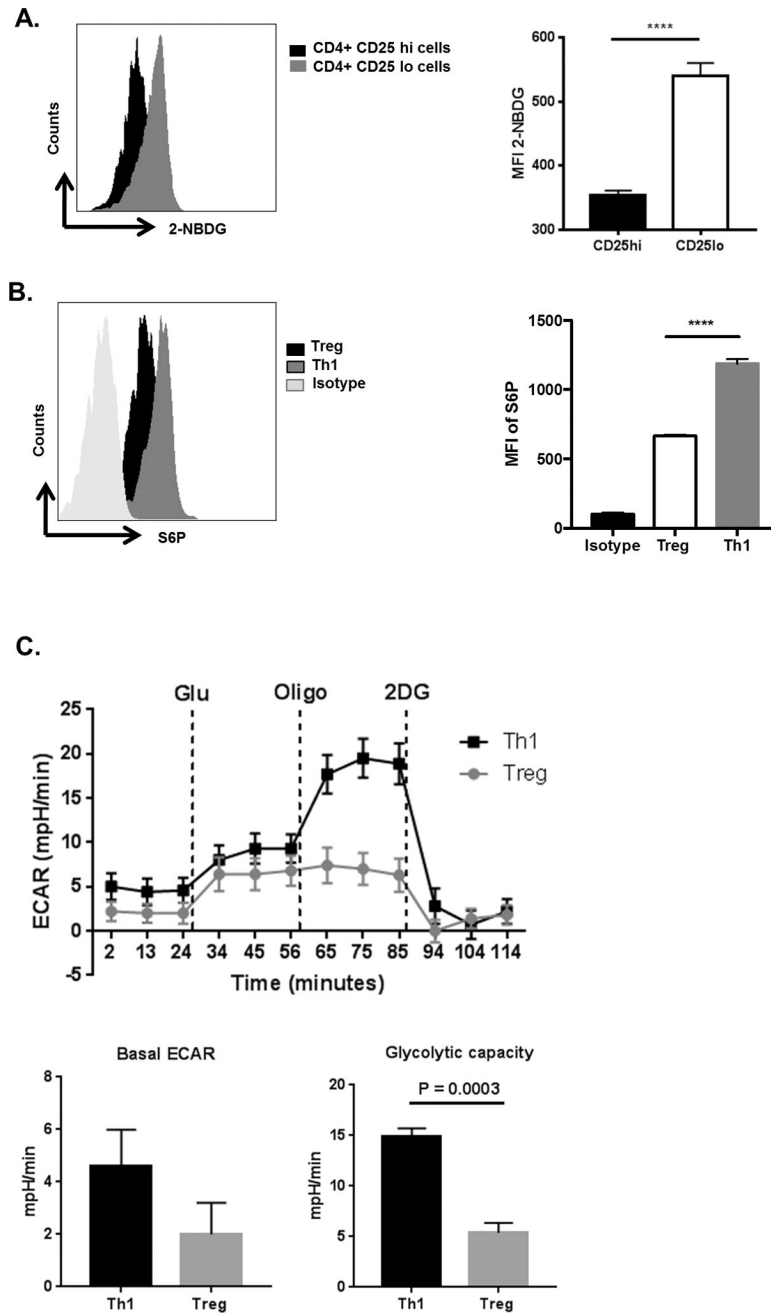 A.
CD4+ CD25 hi cells
CD4+ CD25 lo cells
Counts
2-NBDG
****
600
500
400
300
MFI 2-NBDG
CD25hi CD25lo
B.
Treg
Th1
Isotype
Counts
S6P
****
1500
1000
500
0
MFI of S6P
Isotype Treg Th1
C.
Glu Oligo 2DG
25
20
15
10
5
0
-5
ECAR (mpH/min)
Th1
Treg
2 13 24 34 45 56 65 75 85 94 104 114
Time (minutes)
Basal ECAR
8
6
4
2
0
mpH/min
Th1 Treg
Glycolytic capacity
P = 0.0003
20
15
10
5
0
mpH/min
Th1 Treg